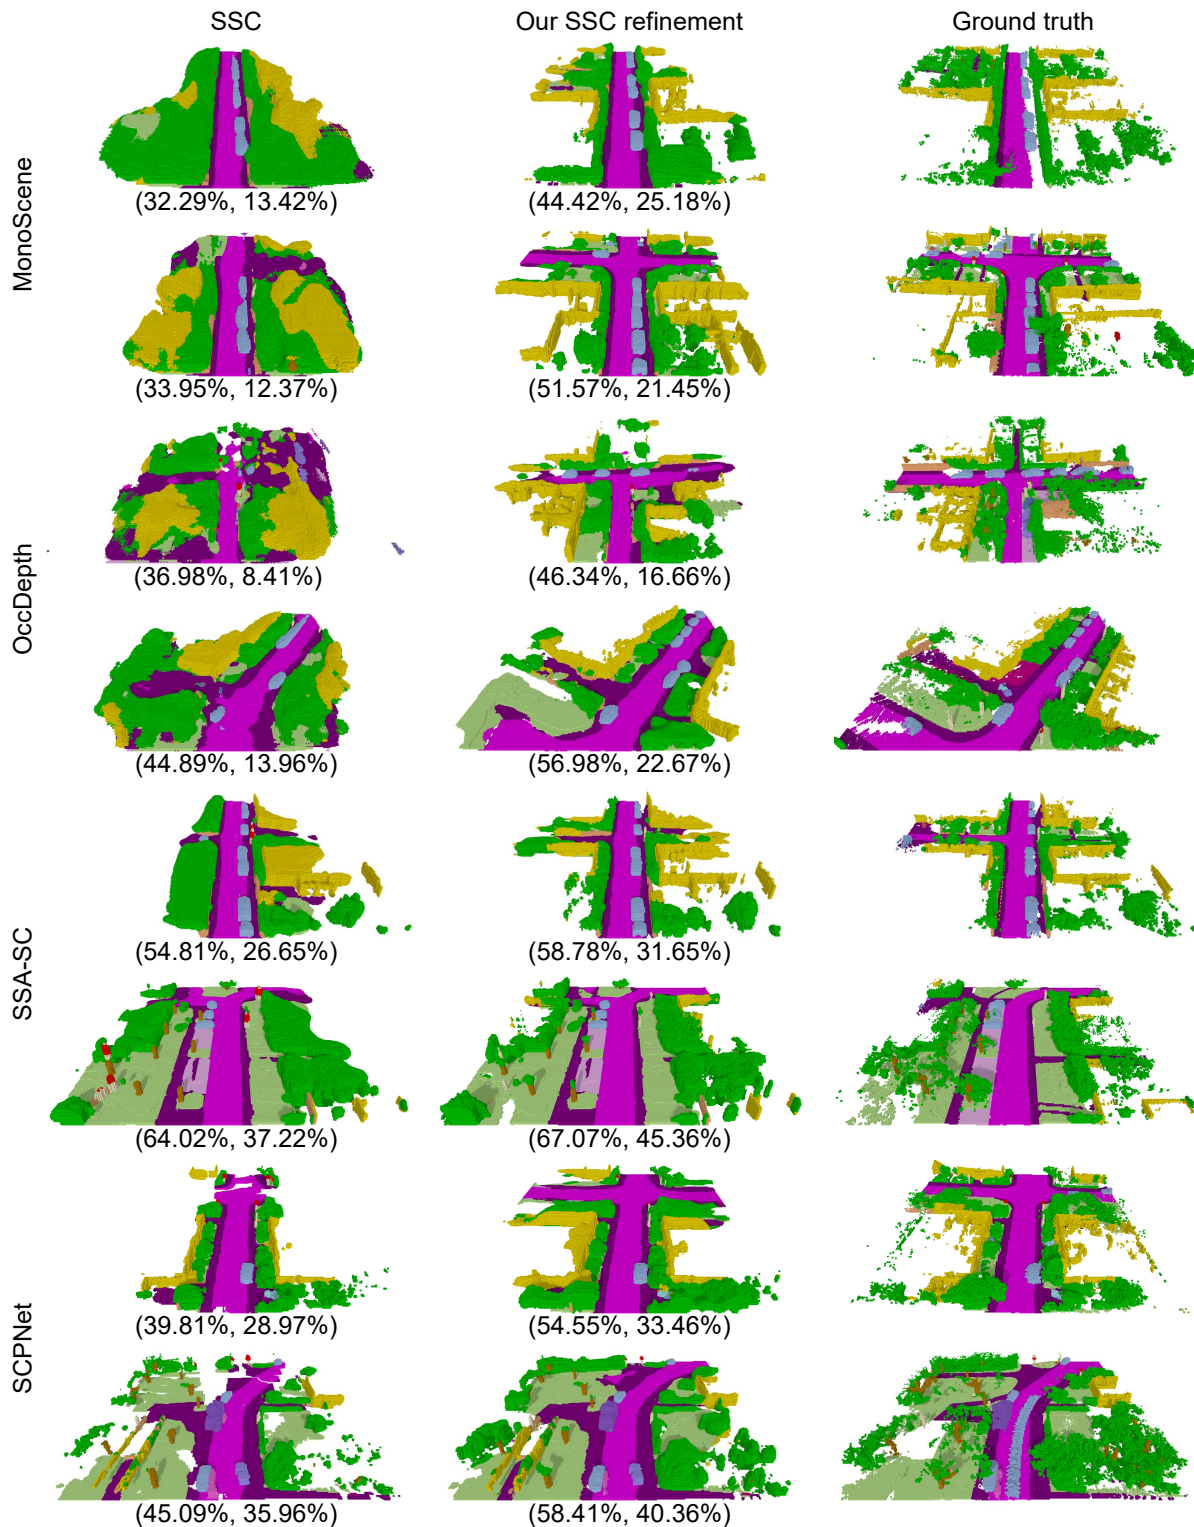 SSC Our SSC refinement Ground truth
MonoScene
(32.29%, 13.42%) (44.42%, 25.18%)
(33.95%, 12.37%) (51.57%, 21.45%)
OccDepth
(36.98%, 8.41%) (46.34%, 16.66%)
(44.89%, 13.96%) (56.98%, 22.67%)
SSA-SC
(54.81%, 26.65%) (58.78%, 31.65%)
(64.02%, 37.22%) (67.07%, 45.36%)
SCPNet
(39.81%, 28.97%) (54.55%, 33.46%)
(45.09%, 35.96%) (58.41%, 40.36%)